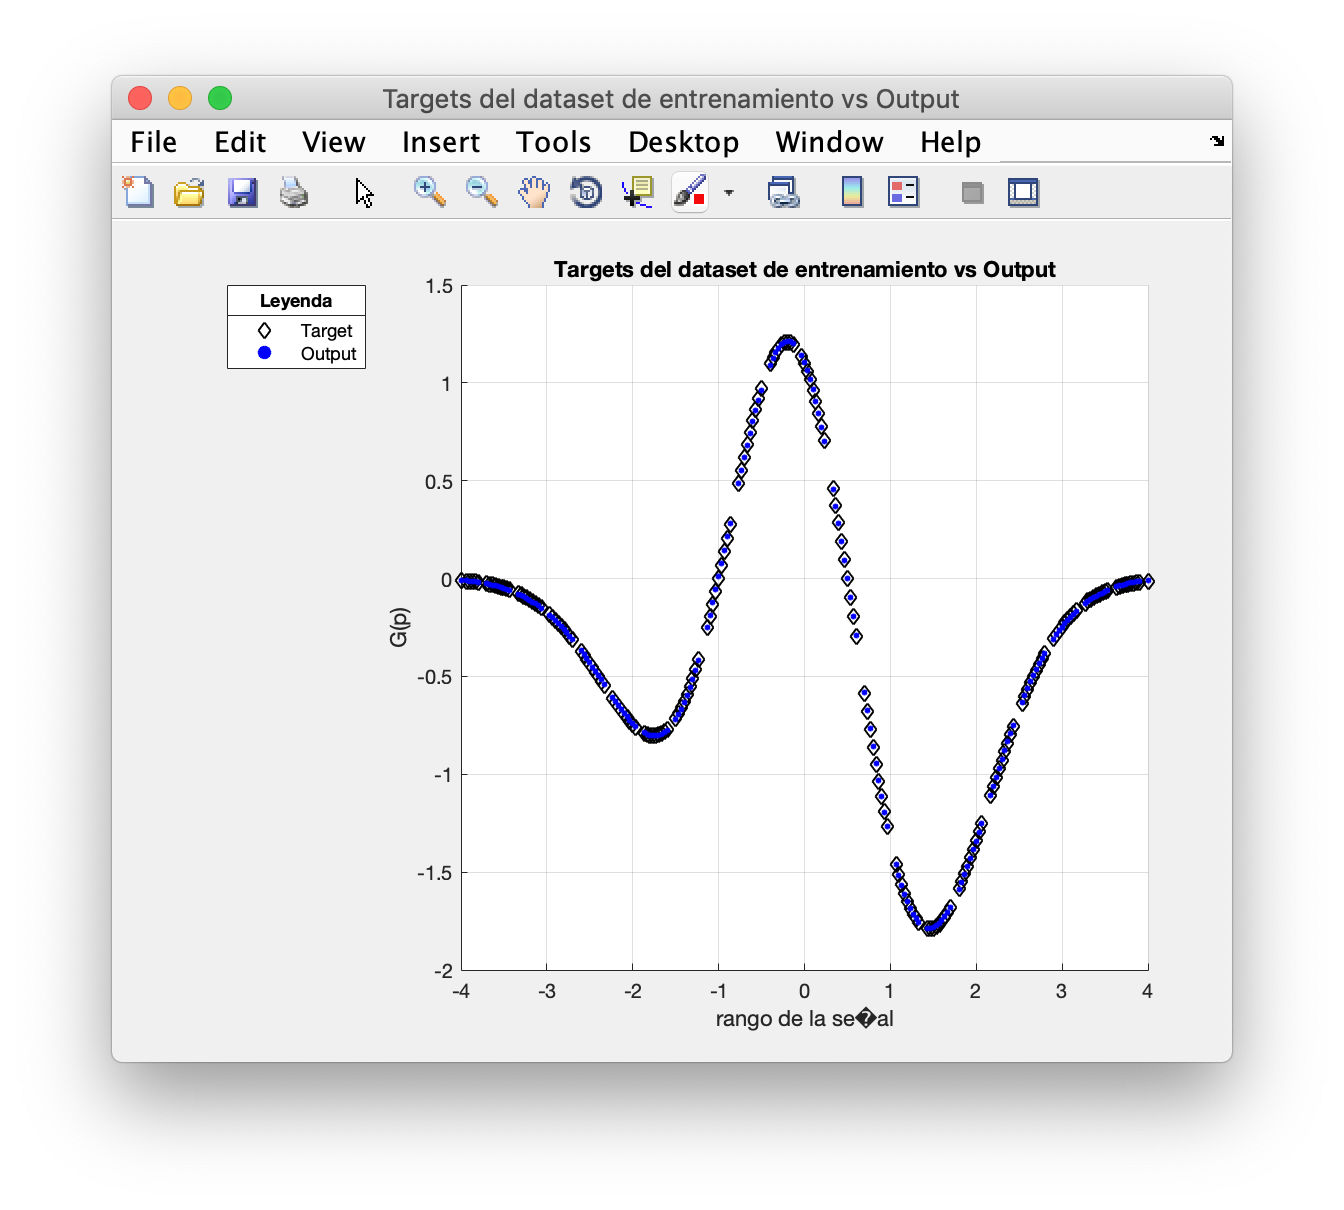 Targets del dataset de entrenamiento vs Output
File Edit View Insert Tools Desktop Window Help
Targets del dataset de entrenamiento vs Output
Leyenda
Target
Output
1.5
1
0.5
0
-0.5
-1
-1.5
-2
G(p)
-4 -3 -2 -1 0 1 2 3 4
rango de la se�al